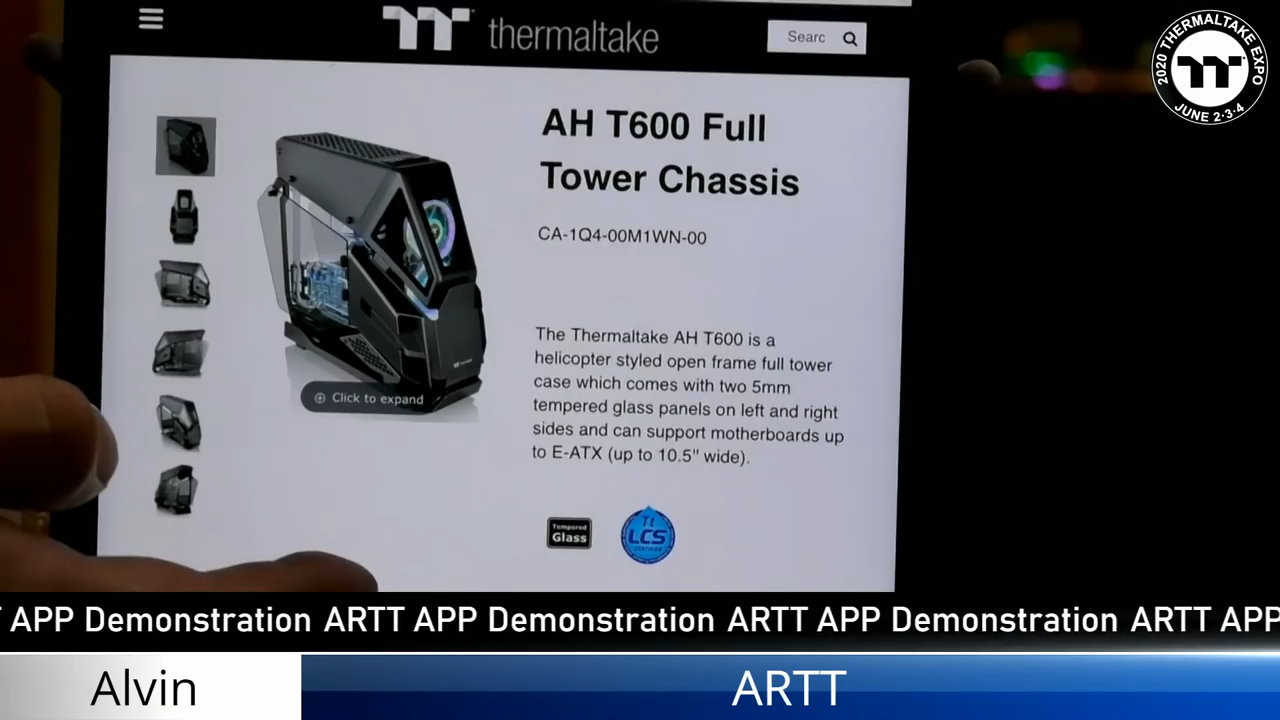 thermaltake
Searc
2020 THERMALTAKE EXPO
JUNE 2·3·4
AH T600 Full
Tower Chassis
CA-1Q4-00M1WN-00
The Thermaltake AH T600 is a
helicopter styled open frame full tower
case which comes with two 5mm
tempered glass panels on left and right
sides and can support motherboards up
to E-ATX (up to 10.5" wide).
Click to expand
Tempered
Glass
Tt
LCS
CERTIFIED
T APP Demonstration ARTT APP Demonstration ARTT APP Demonstration ARTT APP
Alvin
ARTT